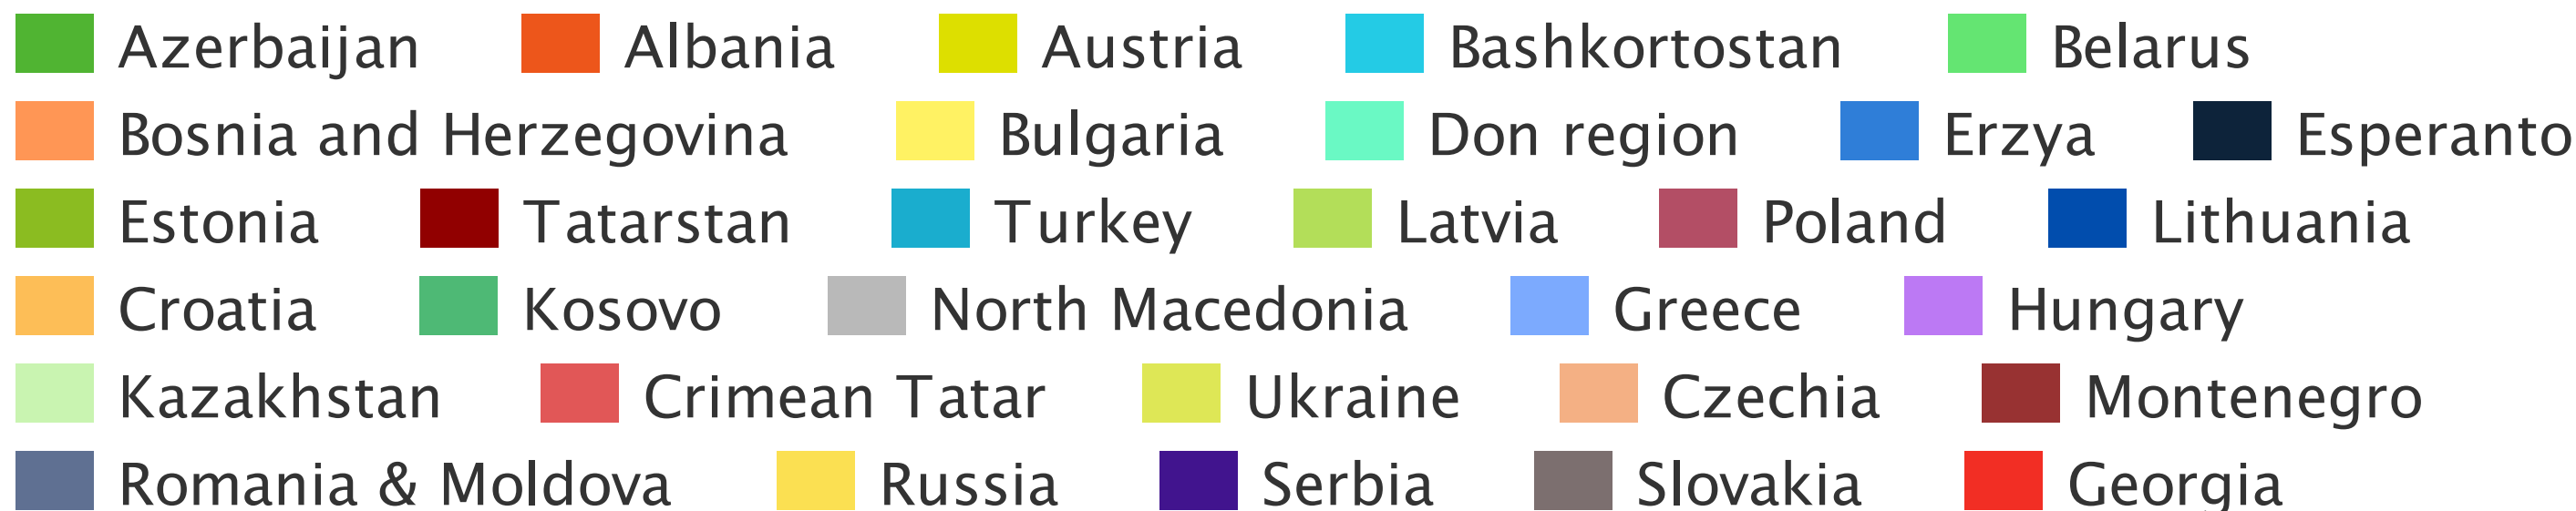 Azerbaijan Albania Austria Bashkortostan Belarus
Bosnia and Herzegovina Bulgaria Don region Erzya Esperanto
Estonia Tatarstan Turkey Latvia Poland Lithuania
Croatia Kosovo North Macedonia Greece Hungary
Kazakhstan Crimean Tatar Ukraine Czechia Montenegro
Romania & Moldova Russia Serbia Slovakia Georgia